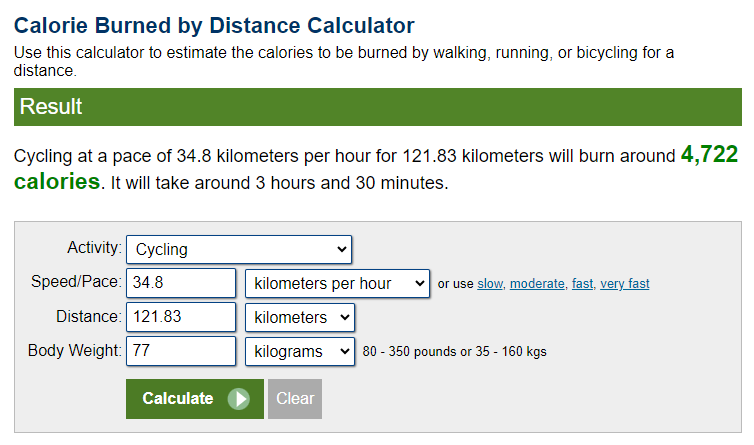 Calorie Burned by Distance Calculator
Use this calculator to estimate the calories to be burned by walking, running, or bicycling for a
distance.
Result
Cycling at a pace of 34.8 kilometers per hour for 121.83 kilometers will burn around 4,722
calories. It will take around 3 hours and 30 minutes.
Activity: Cycling
Speed/Pace: 34.8 kilometers per hour or use slow, moderate, fast, very fast
Distance: 121.83 kilometers
Body Weight: 77 kilograms 80 - 350 pounds or 35 - 160 kgs
Calculate Clear